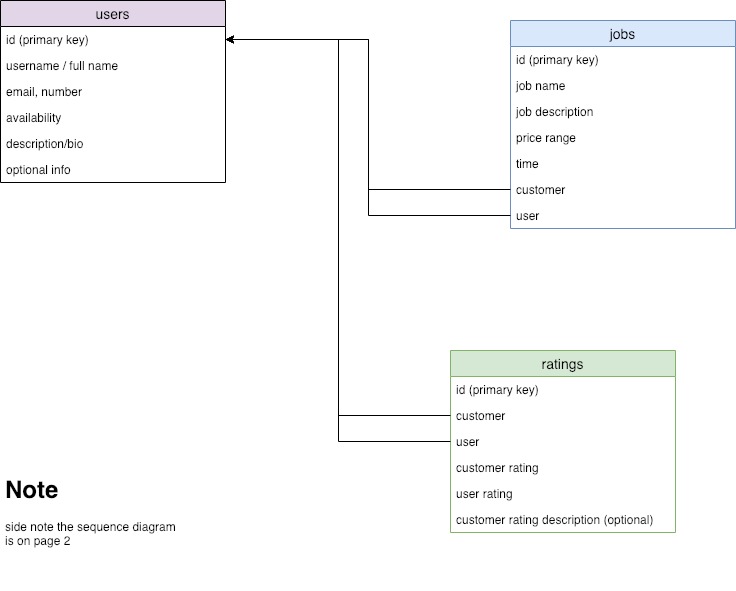 users
id (primary key)
username / full name
email, number
availability
description/bio
optional info
jobs
id (primary key)
job name
job description
price range
time
customer
user
ratings
id (primary key)
customer
user
customer rating
user rating
customer rating description (optional)
Note
side note the sequence diagram
is on page 2